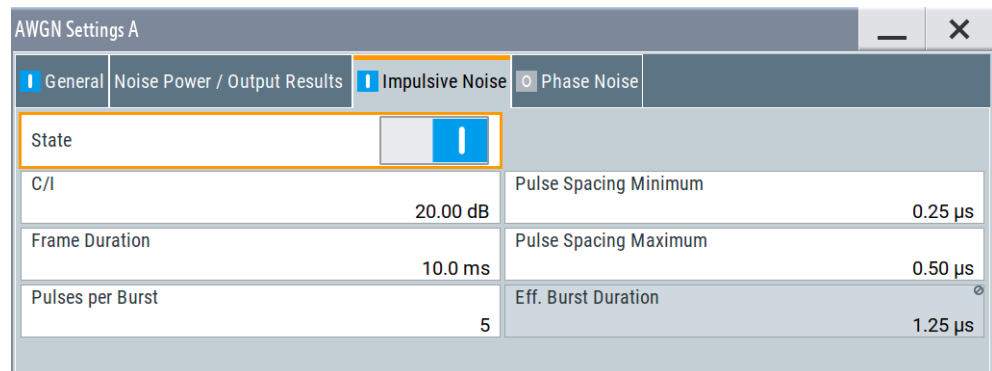 AWGN Settings A
General Noise Power / Output Results Impulsive Noise Phase Noise
State
C/I
20.00 dB
Pulse Spacing Minimum
0.25 µs
Frame Duration
10.0 ms
Pulse Spacing Maximum
0.50 µs
Pulses per Burst
5
Eff. Burst Duration
1.25 µs